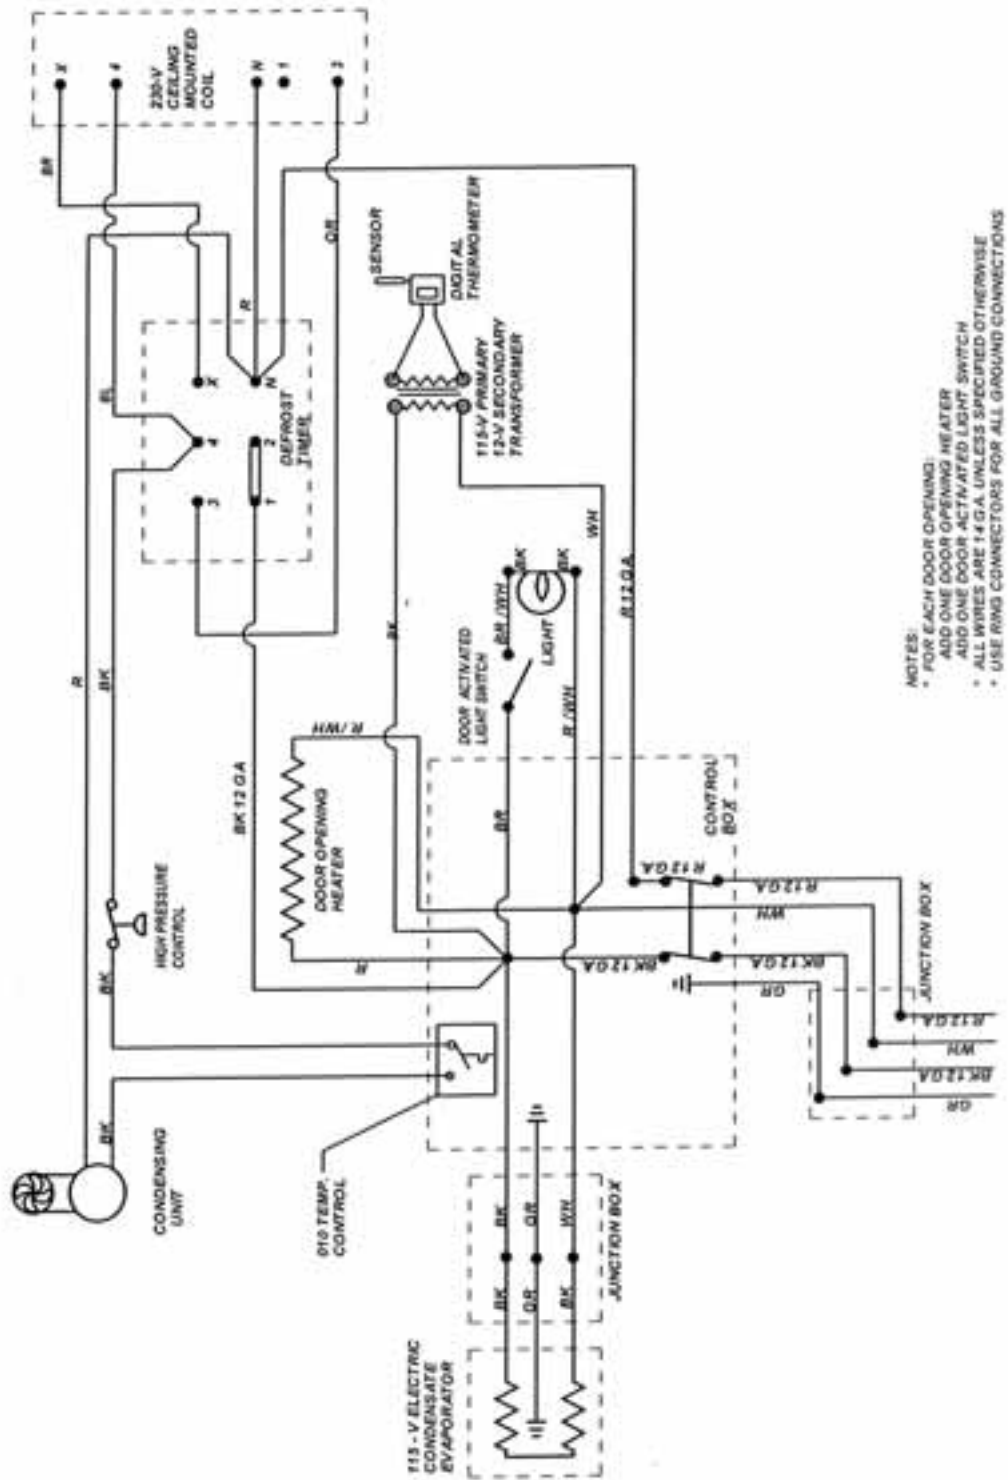 230-V
CEILING
MOUNTED
COIL
X
4
N
1
3
BR
R
BL
R
OR
X
4
3
N
2
1
DEFROST
TIMER
SENSOR
DIGITAL
THERMOMETER
115-V PRIMARY
12-V SECONDARY
TRANSFORMER
R
BK
BK 12 GA
BK
WH
R 12 GA
DOOR ACTIVATED
LIGHT SWITCH
BR /WH
BK
BK
LIGHT
R /WH
BR
R/WH
DOOR OPENING
HEATER
R
HIGH PRESSURE
CONTROL
BK
BK
CONDENSING
UNIT
010 TEMP.
CONTROL
CONTROL
BOX
R 12 GA
R 12 GA
WH
BK 12 GA
BK 12 GA
GR
JUNCTION BOX
R 12 GA
WH
BK 12 GA
GR
BK
GR
WH
BK
GR
BK
JUNCTION BOX
115 - V ELECTRIC
CONDENSATE
EVAPORATOR
NOTES:
* FOR EACH DOOR OPENING:
ADD ONE DOOR OPENING HEATER
ADD ONE DOOR ACTIVATED LIGHT SWITCH
* ALL WIRES ARE 14 GA. UNLESS SPECIFIED OTHERWISE
* USE RING CONNECTORS FOR ALL GROUND CONNECTIONS